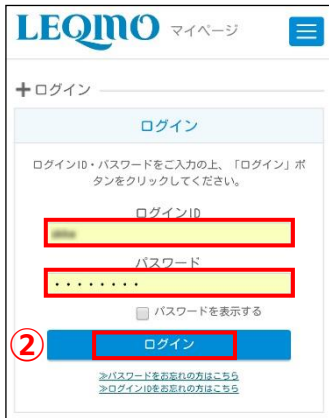 LEQMO マイページ
＋ログイン
ログイン
ログインID・パスワードをご入力の上、「ログイン」ボ
タンをクリックしてください。
ログインID
パスワード
・・・・・・・・
パスワードを表示する
② ログイン
≫パスワードをお忘れの方はこちら
≫ログインIDをお忘れの方はこちら